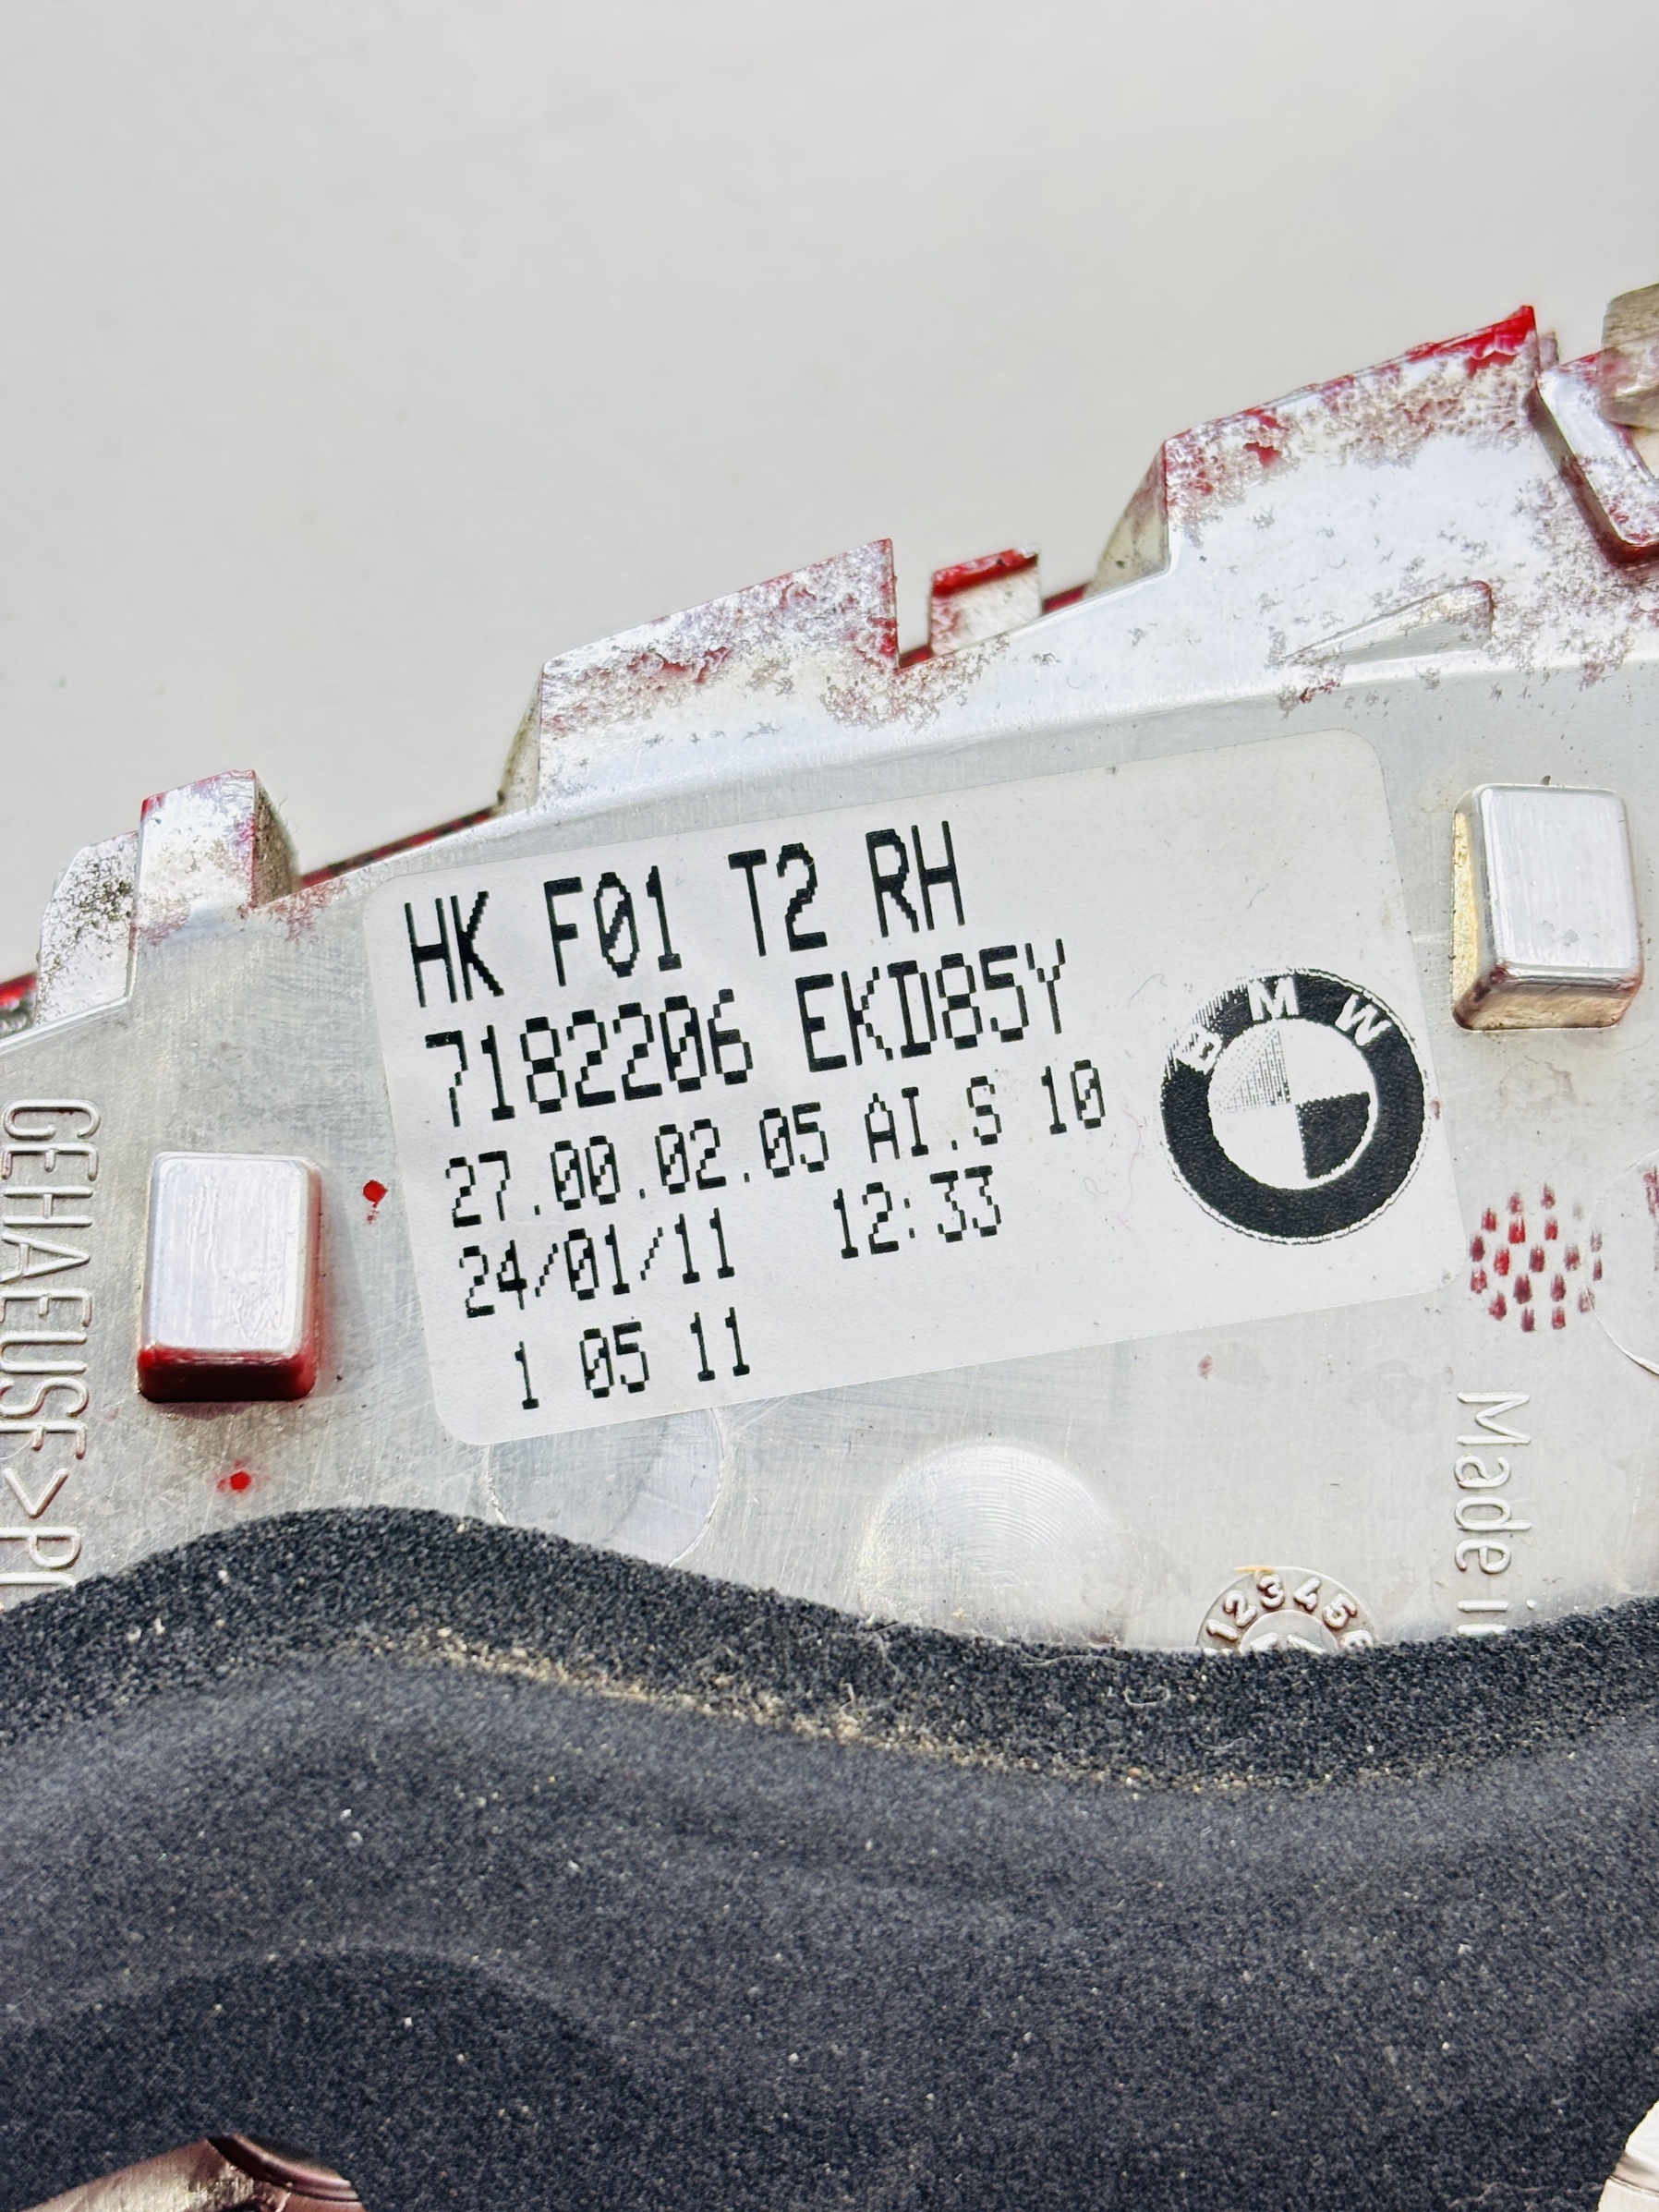 HK F01 T2 RH
7182206 EKD85Y
27.00.02.05 AI.S 10
24/01/11 12:33
1 05 11
BMW
GEHAEUSE>P
Made i
12345